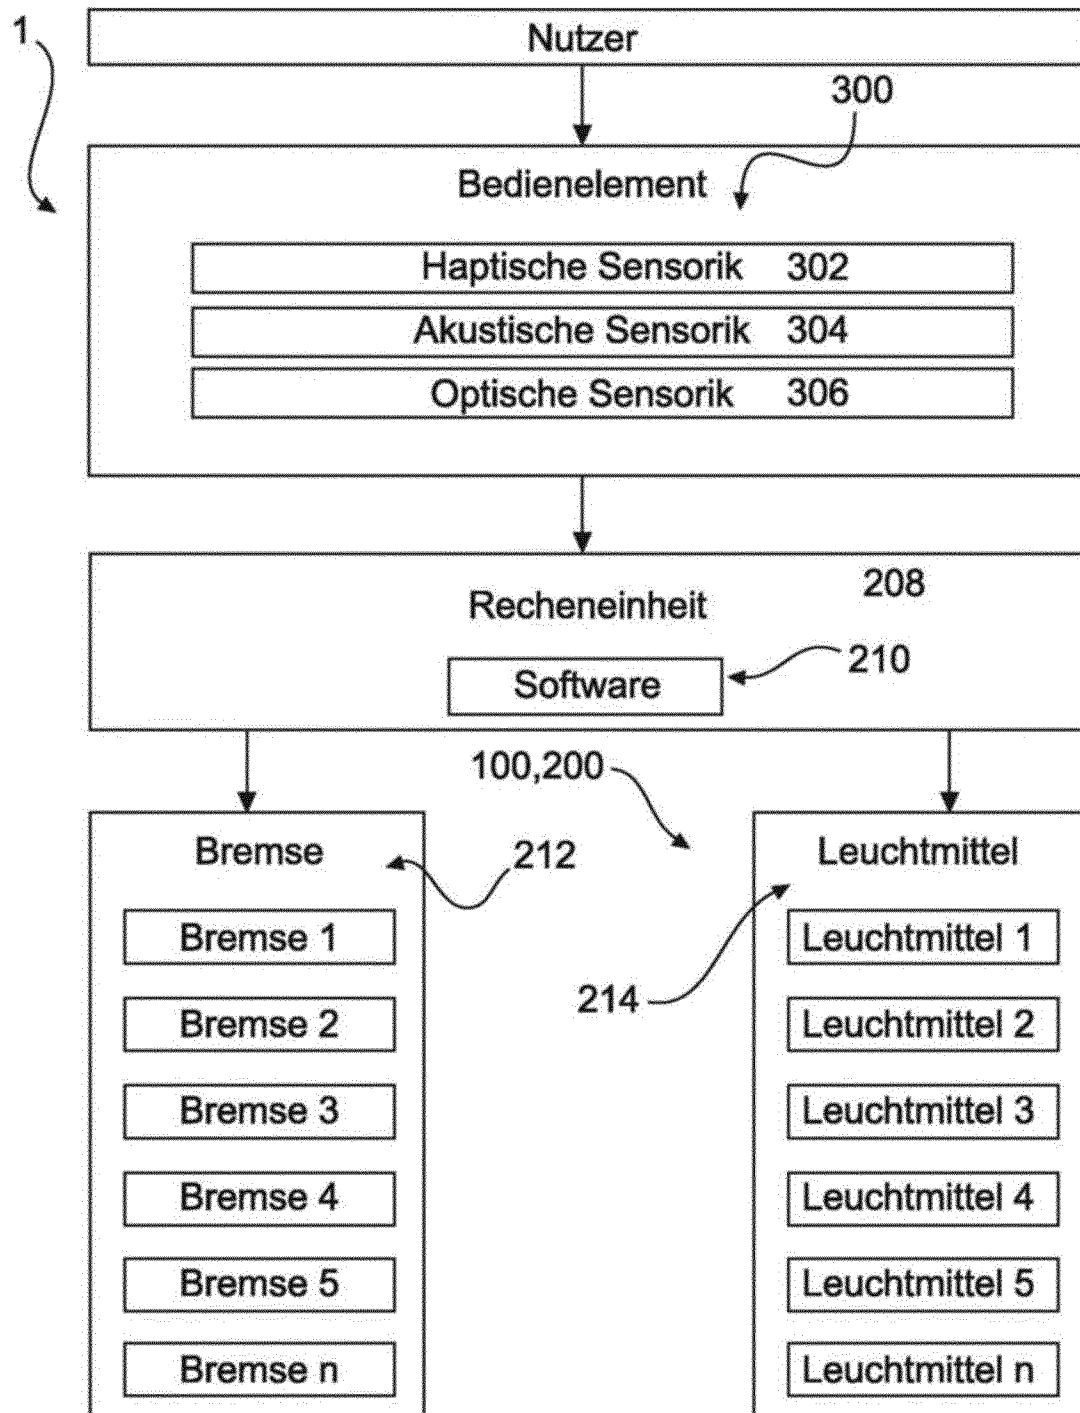 1
Nutzer
300
Bedienelement
Haptische Sensorik 302
Akustische Sensorik 304
Optische Sensorik 306
208
Recheneinheit
210
Software
100,200
Bremse
212
Bremse 1
Bremse 2
Bremse 3
Bremse 4
Bremse 5
Bremse n
Leuchtmittel
214
Leuchtmittel 1
Leuchtmittel 2
Leuchtmittel 3
Leuchtmittel 4
Leuchtmittel 5
Leuchtmittel n